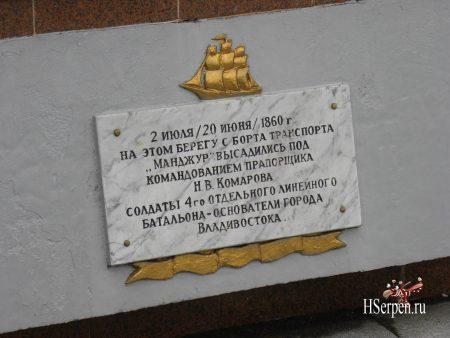 2 ИЮЛЯ/20 ИЮНЯ/1860 г.
НА ЭТОМ БЕРЕГУ С БОРТА ТРАНСПОРТА
„МАНДЖУР" ВЫСАДИЛИСЬ ПОД
КОМАНДОВАНИЕМ ПРАПОРЩИКА
Н.В. КОМАРОВА
СОЛДАТЫ 4ГО ОТДЕЛЬНОГО ЛИНЕЙНОГО
БАТАЛЬОНА-ОСНОВАТЕЛИ ГОРОДА
ВЛАДИВОСТОКА.
HSerpen.ru